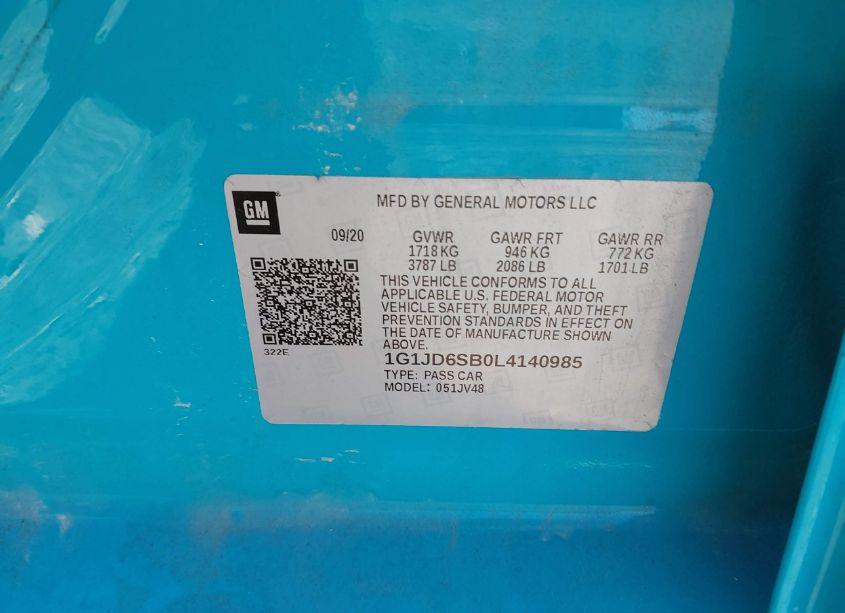 GM
MFD BY GENERAL MOTORS LLC
09/20
GVWR GAWR FRT GAWR RR
1718 KG 946 KG 772 KG
3787 LB 2086 LB 1701 LB
THIS VEHICLE CONFORMS TO ALL
APPLICABLE U.S. FEDERAL MOTOR
VEHICLE SAFETY, BUMPER, AND THEFT
PREVENTION STANDARDS IN EFFECT ON
THE DATE OF MANUFACTURE SHOWN
ABOVE.
322E
1G1JD6SB0L4140985
TYPE: PASS CAR
MODEL: 051JV48